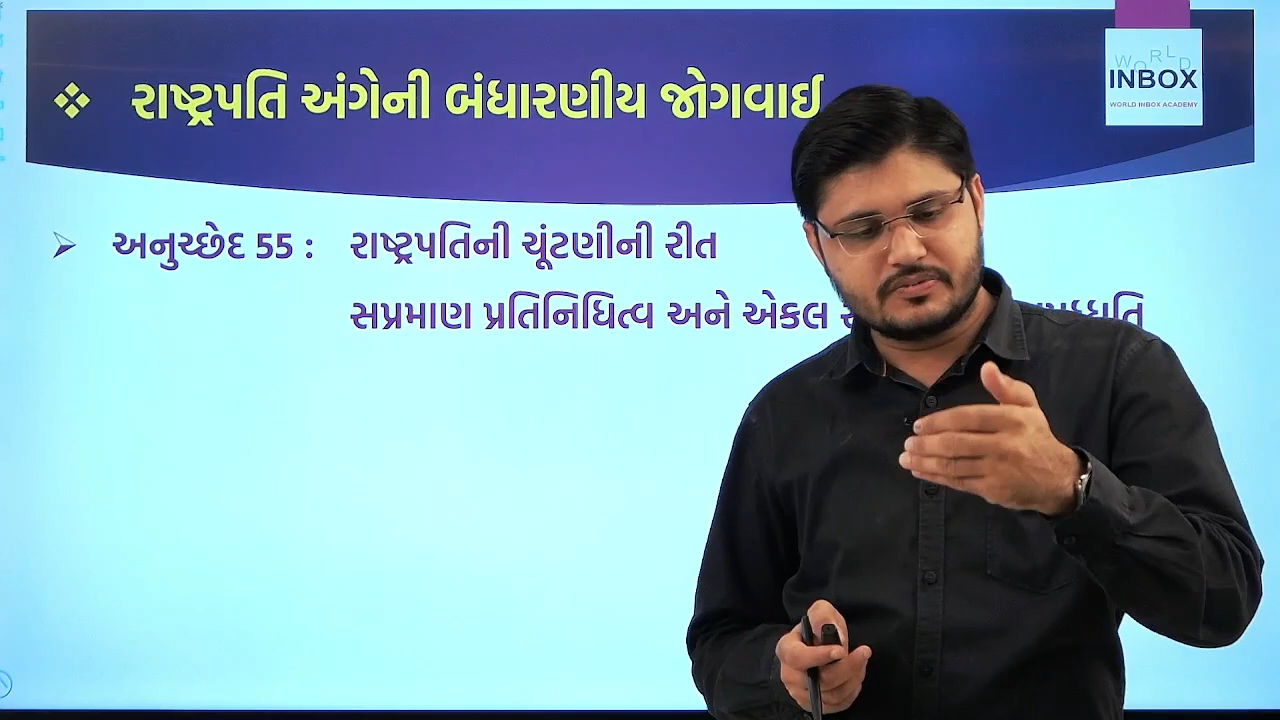 રાષ્ટ્રપતિ અંગેની બંધારણીય જોગવાઈ
WORLD
INBOX
WORLD INBOX ACADEMY
અનુચ્છેદ 55 : રાષ્ટ્રપતિની ચૂંટણીની રીત
સપ્રમાણ પ્રતિનિધિત્વ અને એકલ